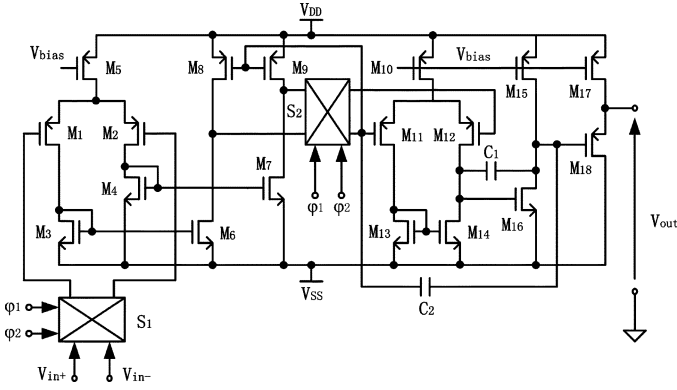 VDD
Vbias
M5
M8
M9
M10
Vbias
M15
M17
S2
M1
M2
M11
M12
C1
M18
M4
M7
φ1
φ2
M16
Vout
M3
M6
M13
M14
VSS
C2
φ1
φ2
S1
Vin+
Vin-